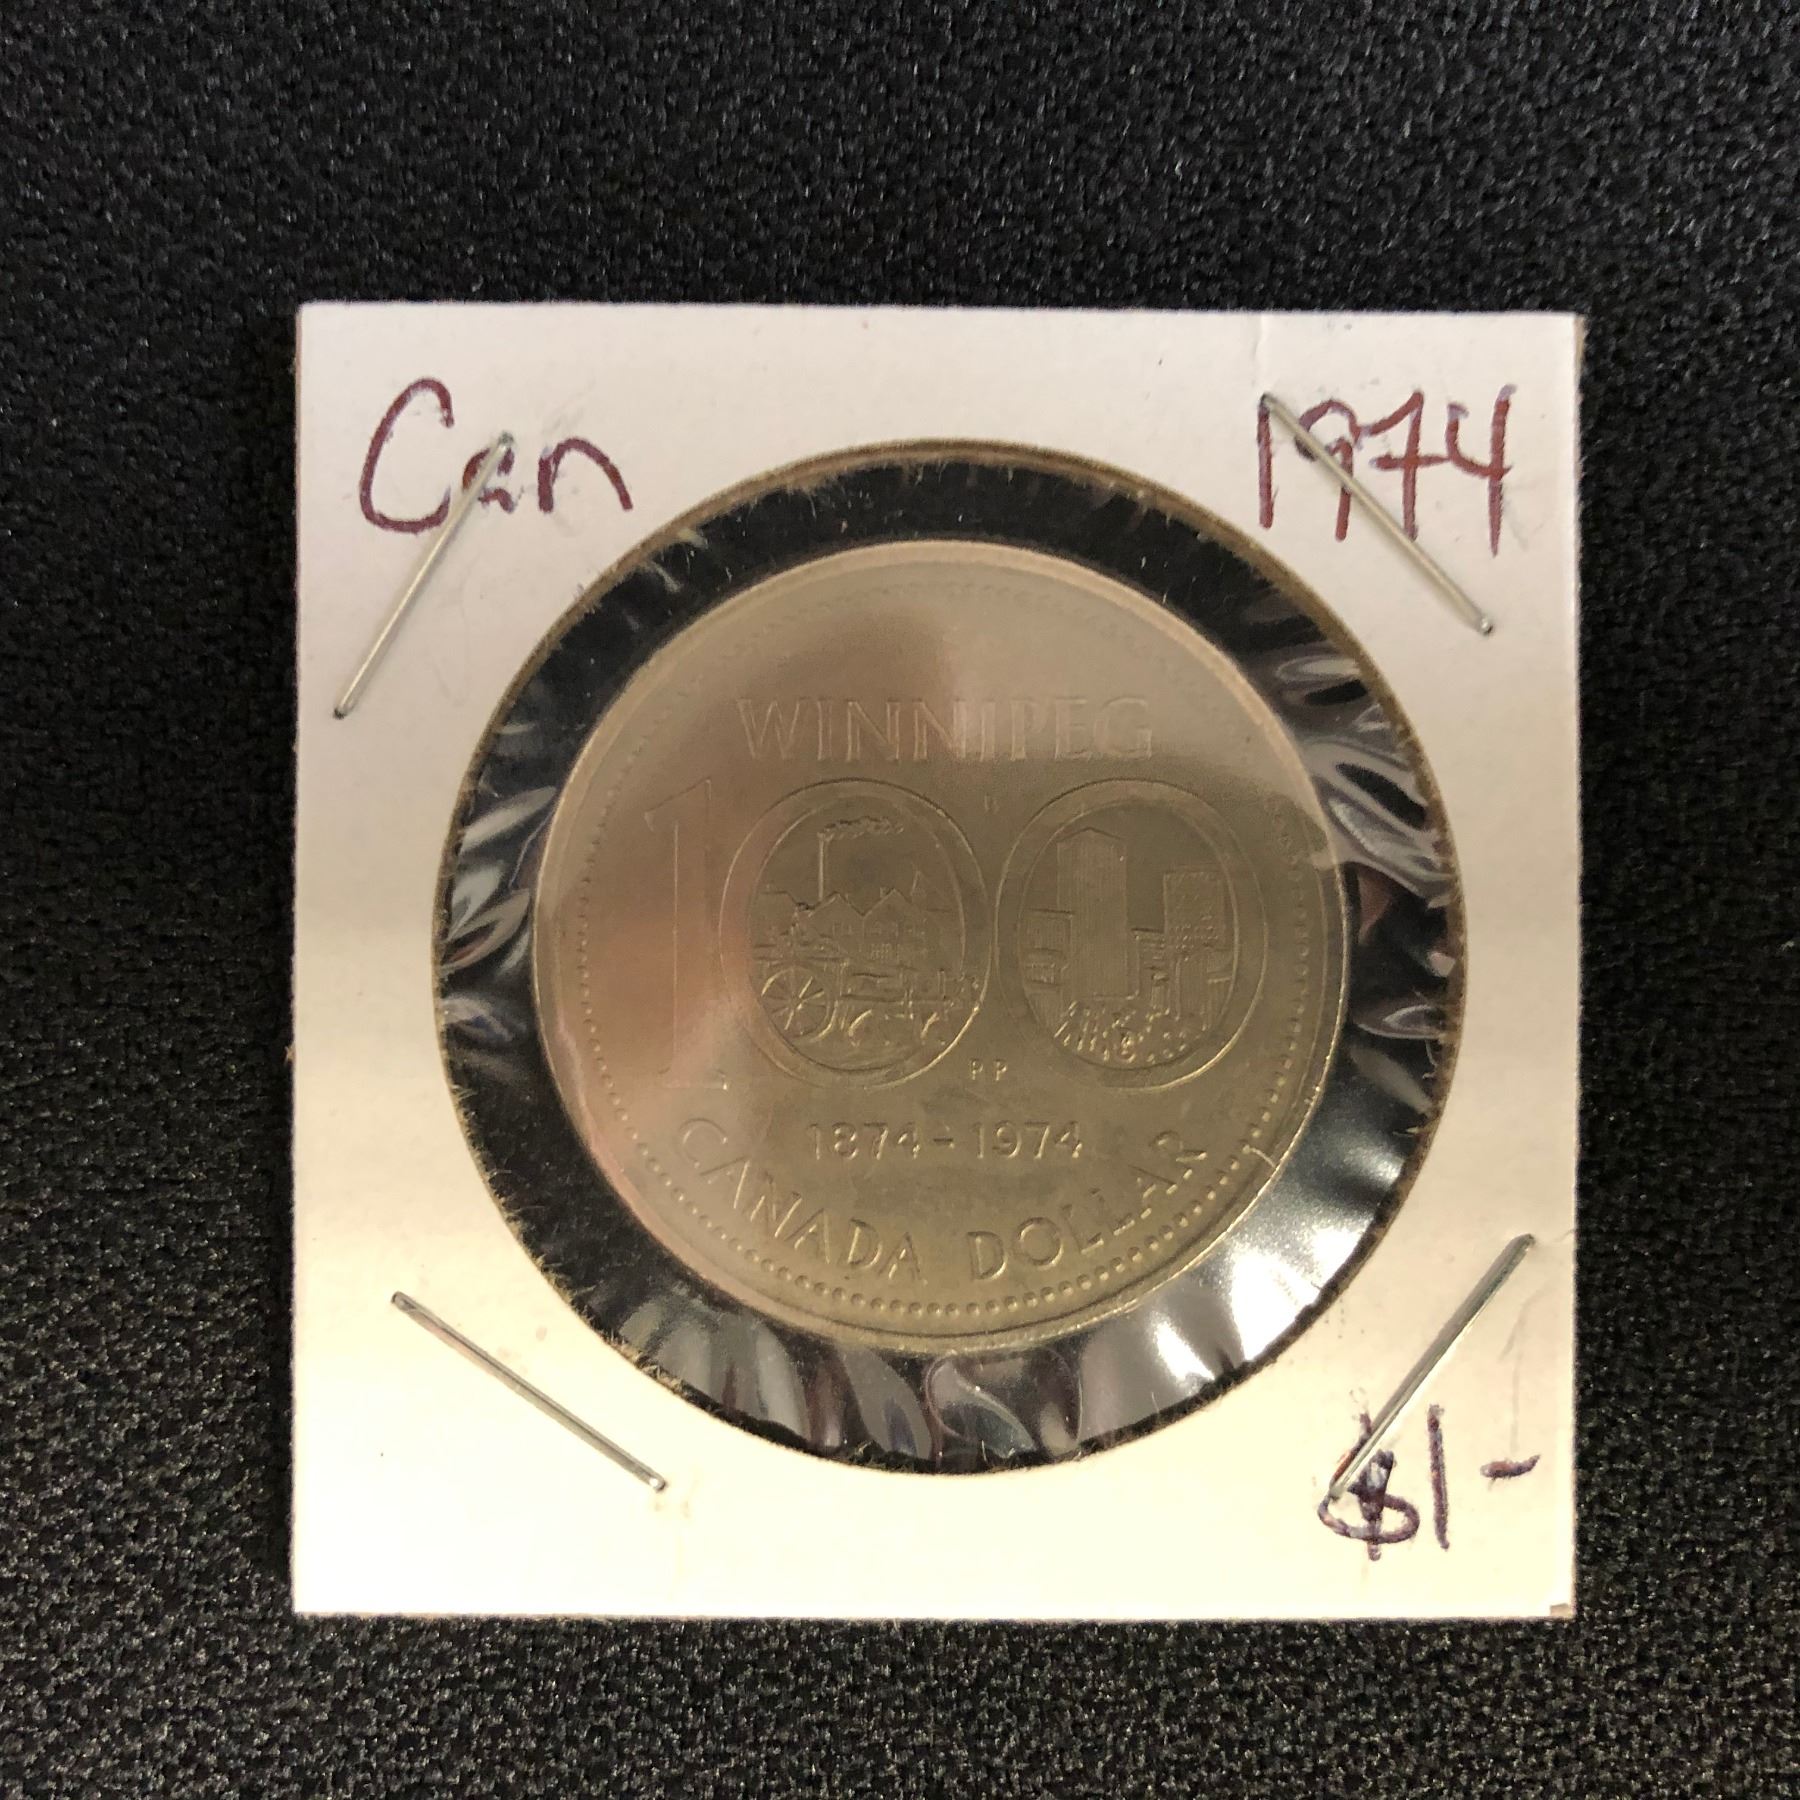 Can 1974
WINNIPEG
100
PP
1874-1974
CANADA DOLLAR
$1-